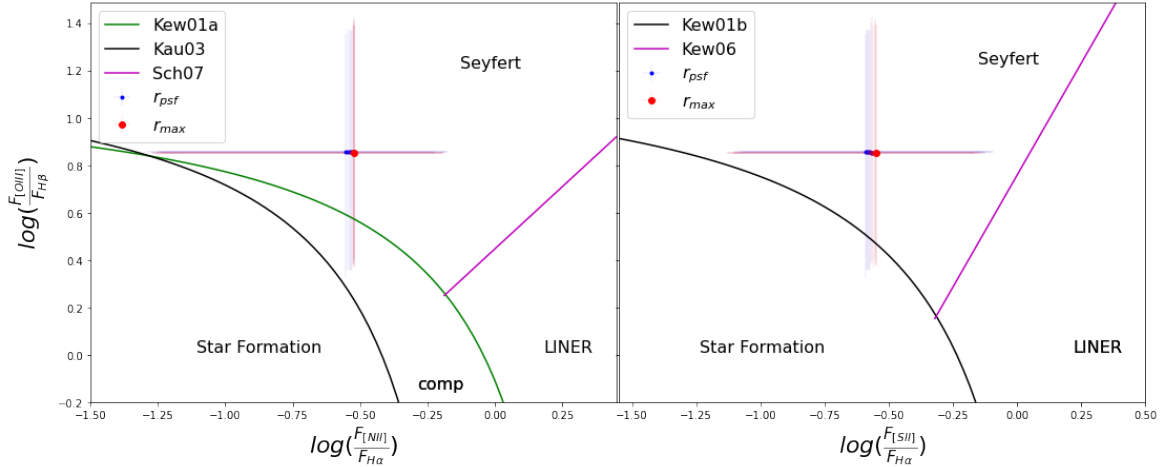 Kew01a
Kau03
Sch07
r_psf
r_max
Seyfert
Star Formation
comp
LINER
1.4
1.2
1.0
0.8
0.6
0.4
0.2
0.0
−0.2
−1.50
−1.25
−1.00
−0.75
−0.50
−0.25
0.00
0.25
log(F_[OIII]/F_Hβ)
log(F_[NII]/F_Hα)
Kew01b
Kew06
r_psf
r_max
Seyfert
Star Formation
LINER
−1.50
−1.25
−1.00
−0.75
−0.50
−0.25
0.00
0.25
0.50
log(F_[SII]/F_Hα)